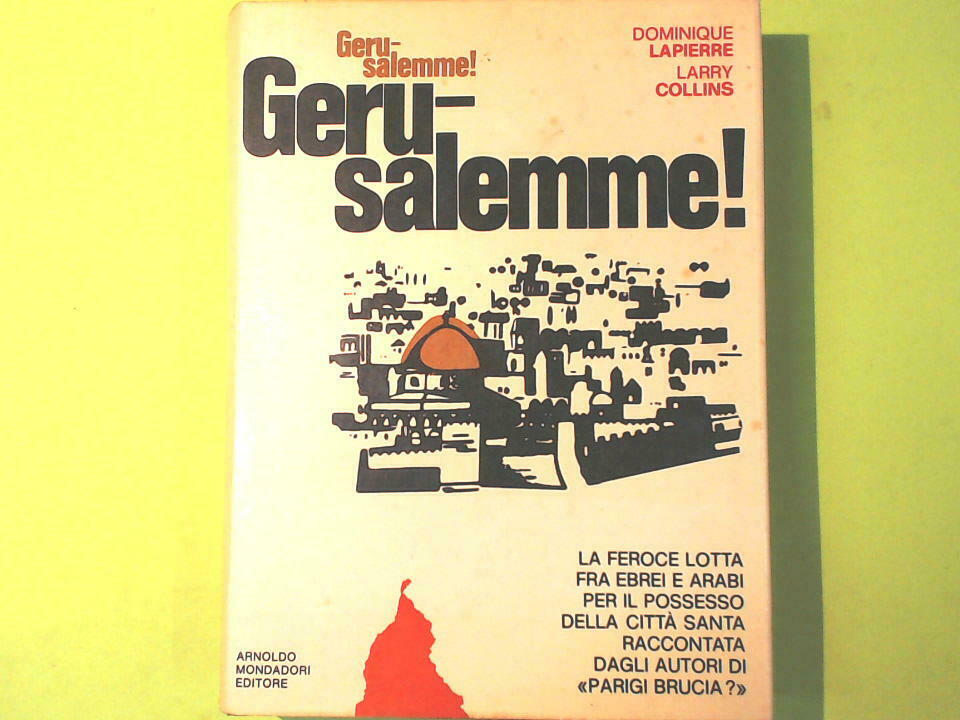 Geru-
salemme!
DOMINIQUE
LAPIERRE
LARRY
COLLINS
Geru-
salemme!
LA FEROCE LOTTA
FRA EBREI E ARABI
PER IL POSSESSO
DELLA CITTÀ SANTA
RACCONTATA
DAGLI AUTORI DI
«PARIGI BRUCIA?»
ARNOLDO
MONDADORI
EDITORE